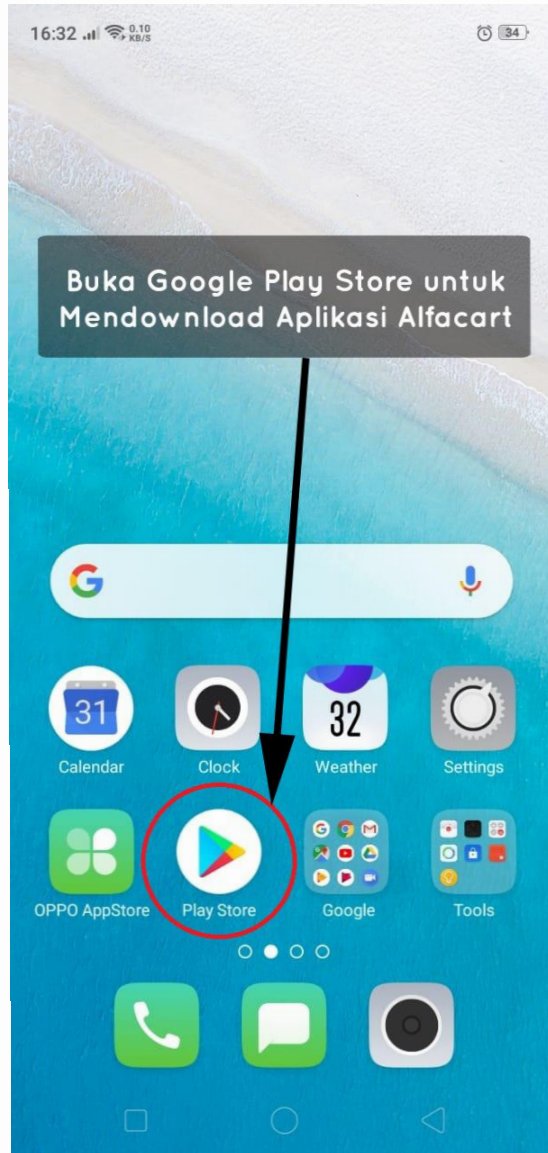 16:32
0.10
KB/S
34
Buka Google Play Store untuk
Mendownload Aplikasi Alfacart
G
31
32
Calendar
Clock
Weather
Settings
OPPO AppStore
Play Store
Google
Tools